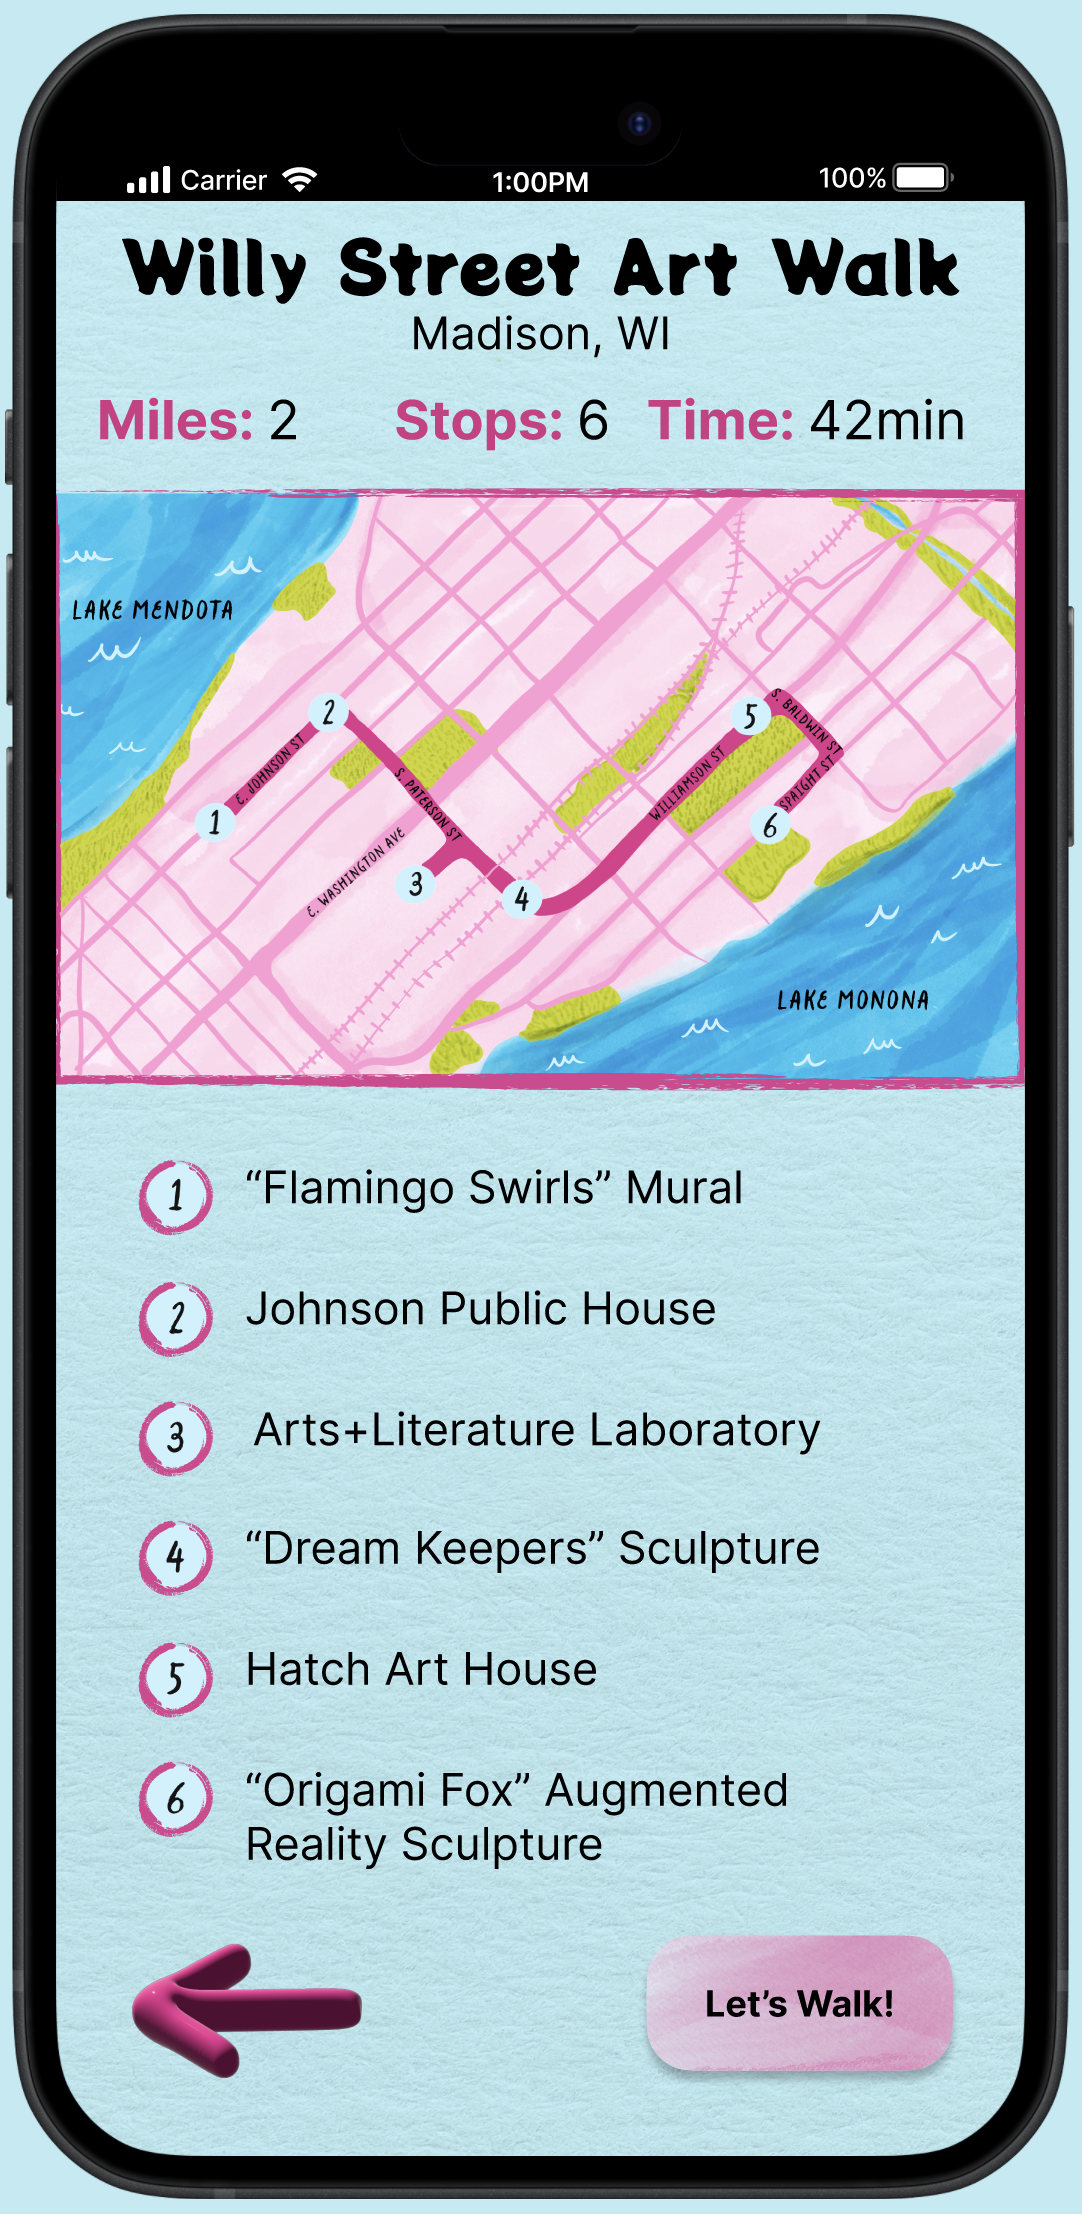 Carrier 1:00PM 100%
Willy Street Art Walk
Madison, WI
Miles: 2 Stops: 6 Time: 42min
LAKE MENDOTA
1
E. JOHNSON ST
2
S. PATERSON ST
E. WASHINGTON AVE
3
4
WILLIAMSON ST
5
S. BALDWIN ST
SPAIGHT ST
6
LAKE MONONA
1 “Flamingo Swirls” Mural
2 Johnson Public House
3 Arts+Literature Laboratory
4 “Dream Keepers” Sculpture
5 Hatch Art House
6 “Origami Fox” Augmented
Reality Sculpture
Let’s Walk!